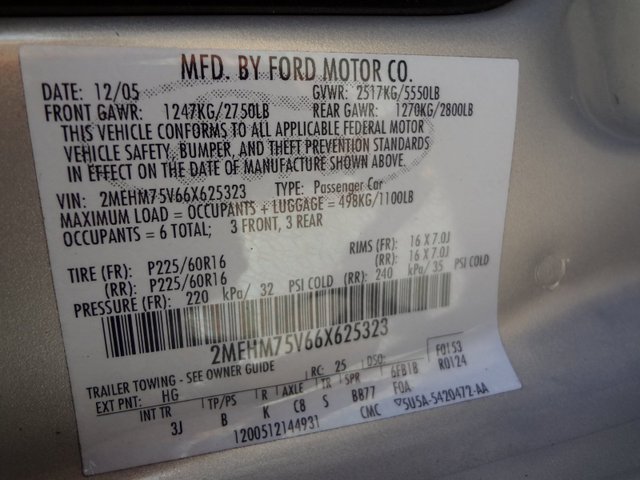 MFD. BY FORD MOTOR CO.
DATE: 12/05 GVWR: 2517KG/5550LB
FRONT GAWR: 1247KG/2750LB REAR GAWR: 1270KG/2800LB
THIS VEHICLE CONFORMS TO ALL APPLICABLE FEDERAL MOTOR
VEHICLE SAFETY, BUMPER, AND THEFT PREVENTION STANDARDS
IN EFFECT ON THE DATE OF MANUFACTURE SHOWN ABOVE.
VIN: 2MEHM75V66X625323 TYPE: Passenger Car
MAXIMUM LOAD = OCCUPANTS + LUGGAGE = 498KG/1100LB
OCCUPANTS = 6 TOTAL; 3 FRONT, 3 REAR
TIRE (FR): P225/60R16 RIMS (FR): 16 X 7.0J
(RR): P225/60R16 (RR): 16 X 7.0J
PRESSURE (FR): 220 kPa/ 32 PSI COLD (RR): 240 kPa/ 35 PSI COLD
2MEHM75V66X625323
TRAILER TOWING - SEE OWNER GUIDE RC: 25 DSO: F0153
EXT PNT: HG 6FB1B R0124
INT TR TP/PS R AXLE TR SPR F0A
3J B K C8 S BB77 CMC ▽5U5A-5420472-AA
1200512144931